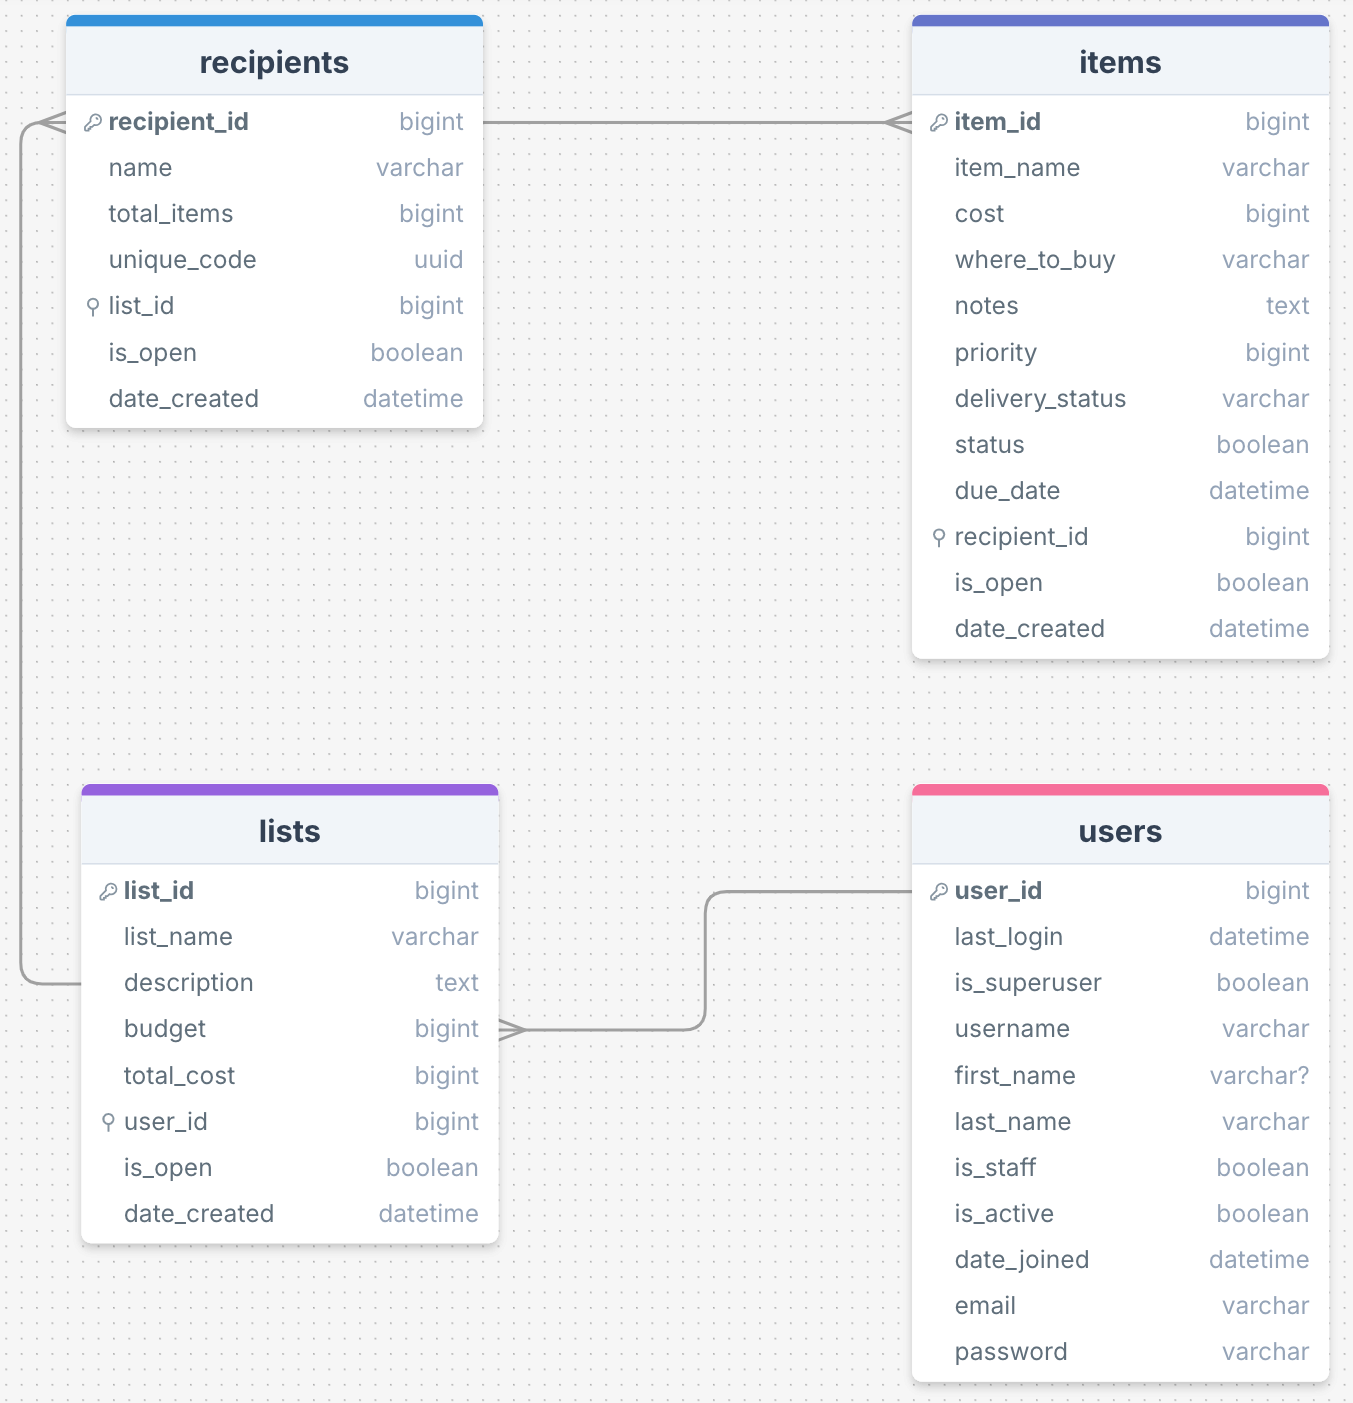 recipients
recipient_id bigint
name varchar
total_items bigint
unique_code uuid
list_id bigint
is_open boolean
date_created datetime
items
item_id bigint
item_name varchar
cost bigint
where_to_buy varchar
notes text
priority bigint
delivery_status varchar
status boolean
due_date datetime
recipient_id bigint
is_open boolean
date_created datetime
lists
list_id bigint
list_name varchar
description text
budget bigint
total_cost bigint
user_id bigint
is_open boolean
date_created datetime
users
user_id bigint
last_login datetime
is_superuser boolean
username varchar
first_name varchar?
last_name varchar
is_staff boolean
is_active boolean
date_joined datetime
email varchar
password varchar